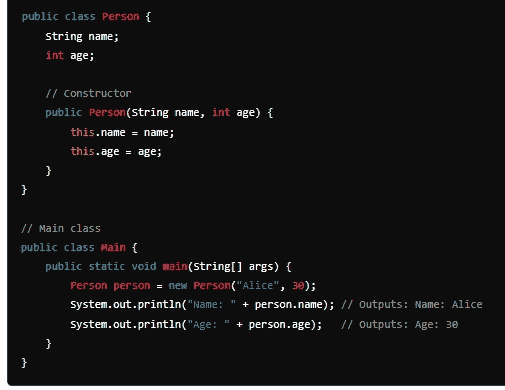 public class Person {
    String name;
    int age;

    // Constructor
    public Person(String name, int age) {
        this.name = name;
        this.age = age;
    }
}

// Main class
public class Main {
    public static void main(String[] args) {
        Person person = new Person("Alice", 30);
        System.out.println("Name: " + person.name); // Outputs: Name: Alice
        System.out.println("Age: " + person.age);   // Outputs: Age: 30
    }
}